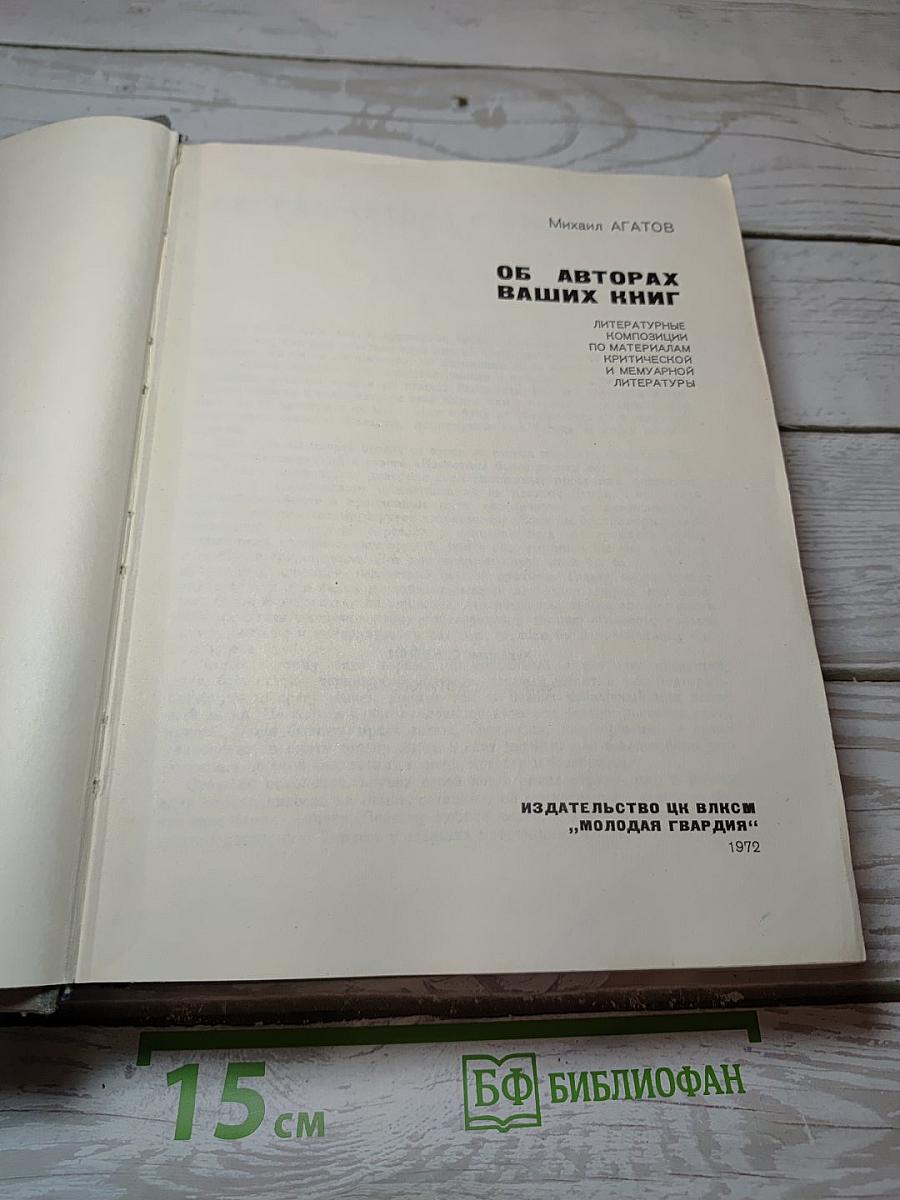 Михаил АГАТОВ
ОБ АВТОРАХ
ВАШИХ КНИГ
ЛИТЕРАТУРНЫЕ
КОМПОЗИЦИИ
ПО МАТЕРИАЛАМ
КРИТИЧЕСКОЙ
И МЕМУАРНОЙ
ЛИТЕРАТУРЫ
ИЗДАТЕЛЬСТВО ЦК ВЛКСМ
„МОЛОДАЯ ГВАРДИЯ“
1972
15 СМ
БФ БИБЛИОФАН